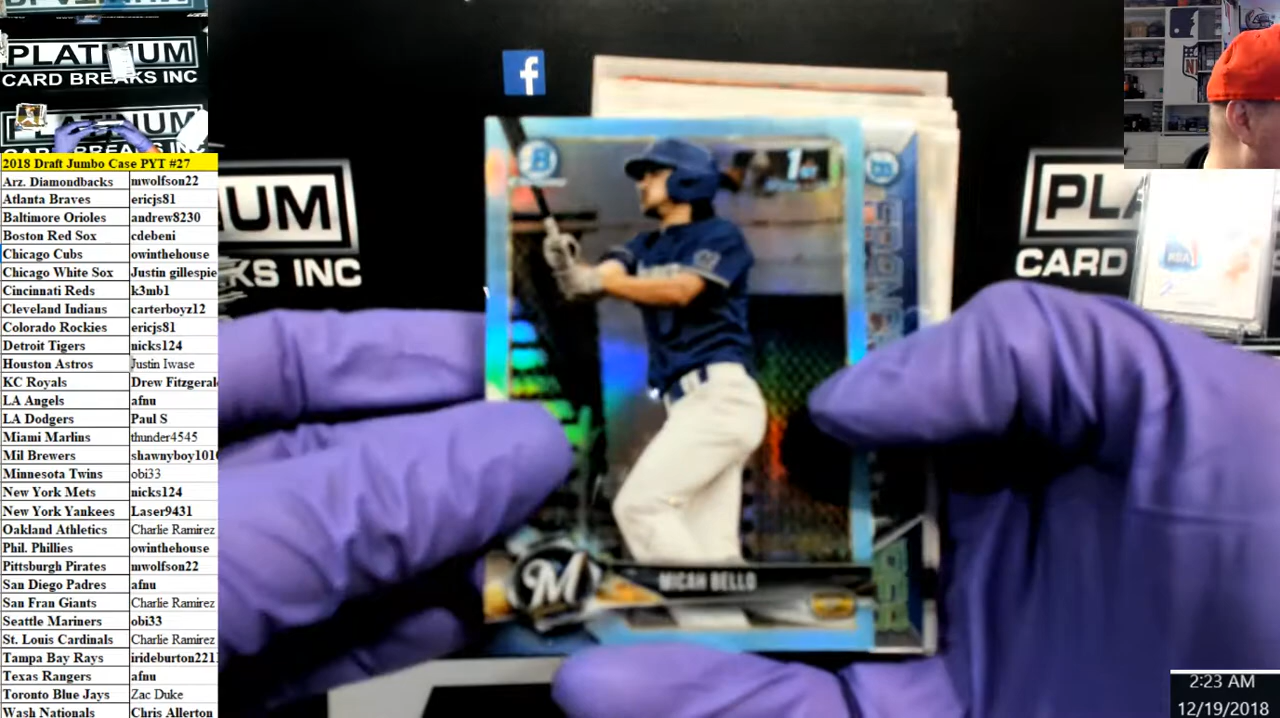 PLATINUM
CARD BREAKS INC
2018 Draft Jumbo Case PYT #27
Arz. Diamondbacks mwolfson22
Atlanta Braves ericjs81
Baltimore Orioles andrew8230
Boston Red Sox cdebeni
Chicago Cubs owinthehouse
Chicago White Sox Justin gillespie
Cincinnati Reds k3mb1
Cleveland Indians carterboyz12
Colorado Rockies ericjs81
Detroit Tigers nicks124
Houston Astros Justin Iwase
KC Royals Drew Fitzgeral
LA Angels afnu
LA Dodgers Paul S
Miami Marlins thunder4545
Mil Brewers shawnyboy101
Minnesota Twins obi33
New York Mets nicks124
New York Yankees Laser9431
Oakland Athletics Charlie Ramirez
Phil. Phillies owinthehouse
Pittsburgh Pirates mwolfson22
San Diego Padres afnu
San Fran Giants Charlie Ramirez
Seattle Mariners obi33
St. Louis Cardinals Charlie Ramirez
Tampa Bay Rays irideburton221
Texas Rangers afnu
Toronto Blue Jays Zac Duke
Wash Nationals Chris Allerton
UM
KS INC
f
B
1st
M
MICAH BELLO
PLA
CARD
2:23 AM
12/19/2018